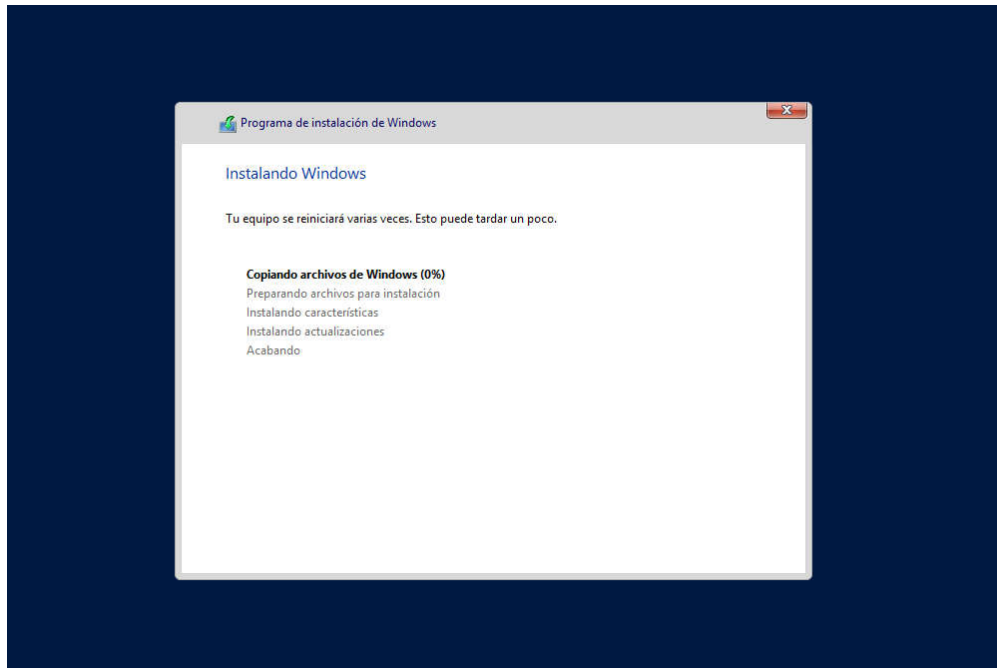 Programa de instalación de Windows
Instalando Windows
Tu equipo se reiniciará varias veces. Esto puede tardar un poco.
Copiando archivos de Windows (0%)
Preparando archivos para instalación
Instalando características
Instalando actualizaciones
Acabando